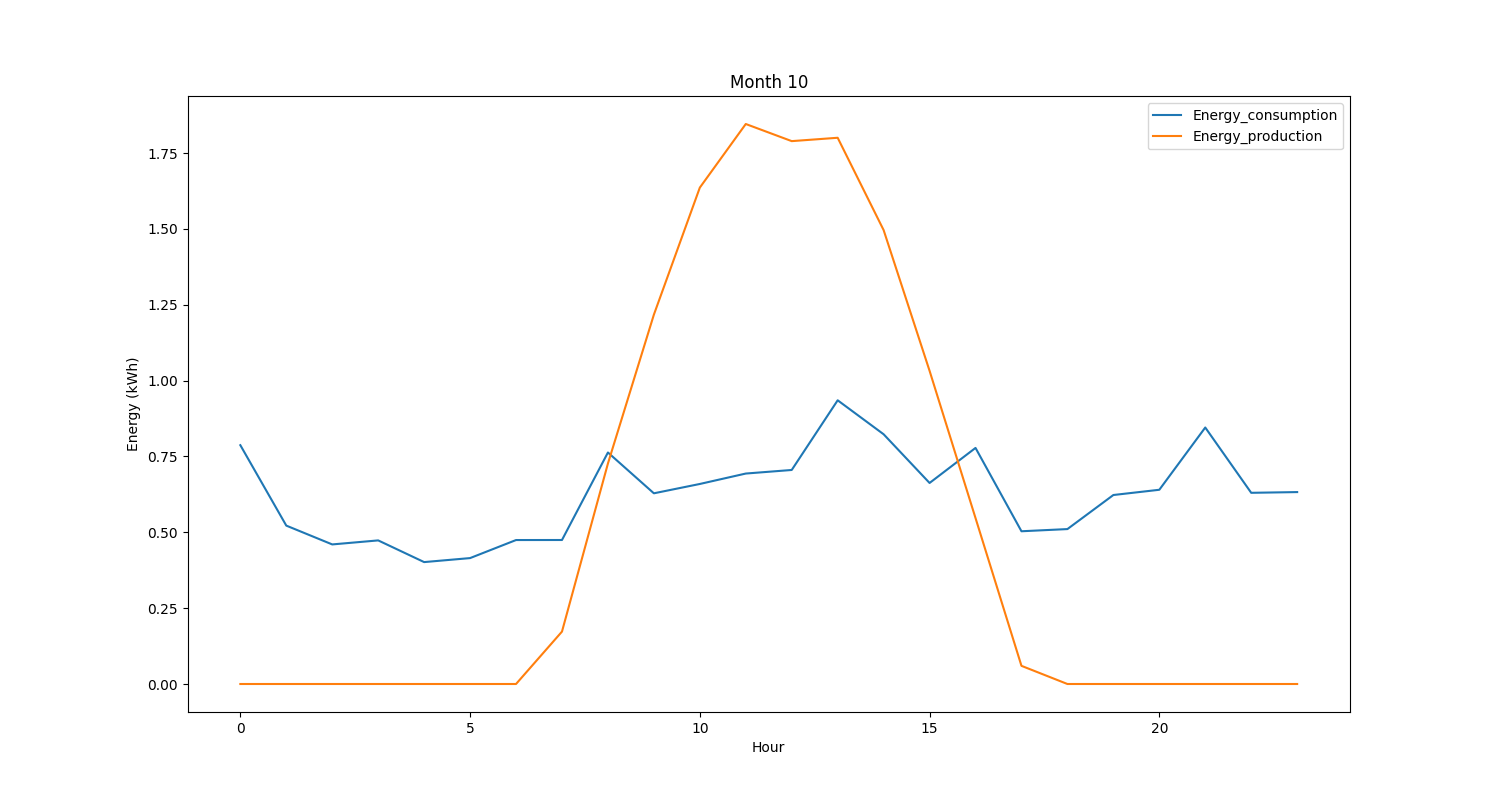 Month 10
Energy_consumption
Energy_production
1.75
1.50
1.25
1.00
0.75
0.50
0.25
0.00
Energy (kWh)
0 5 10 15 20
Hour